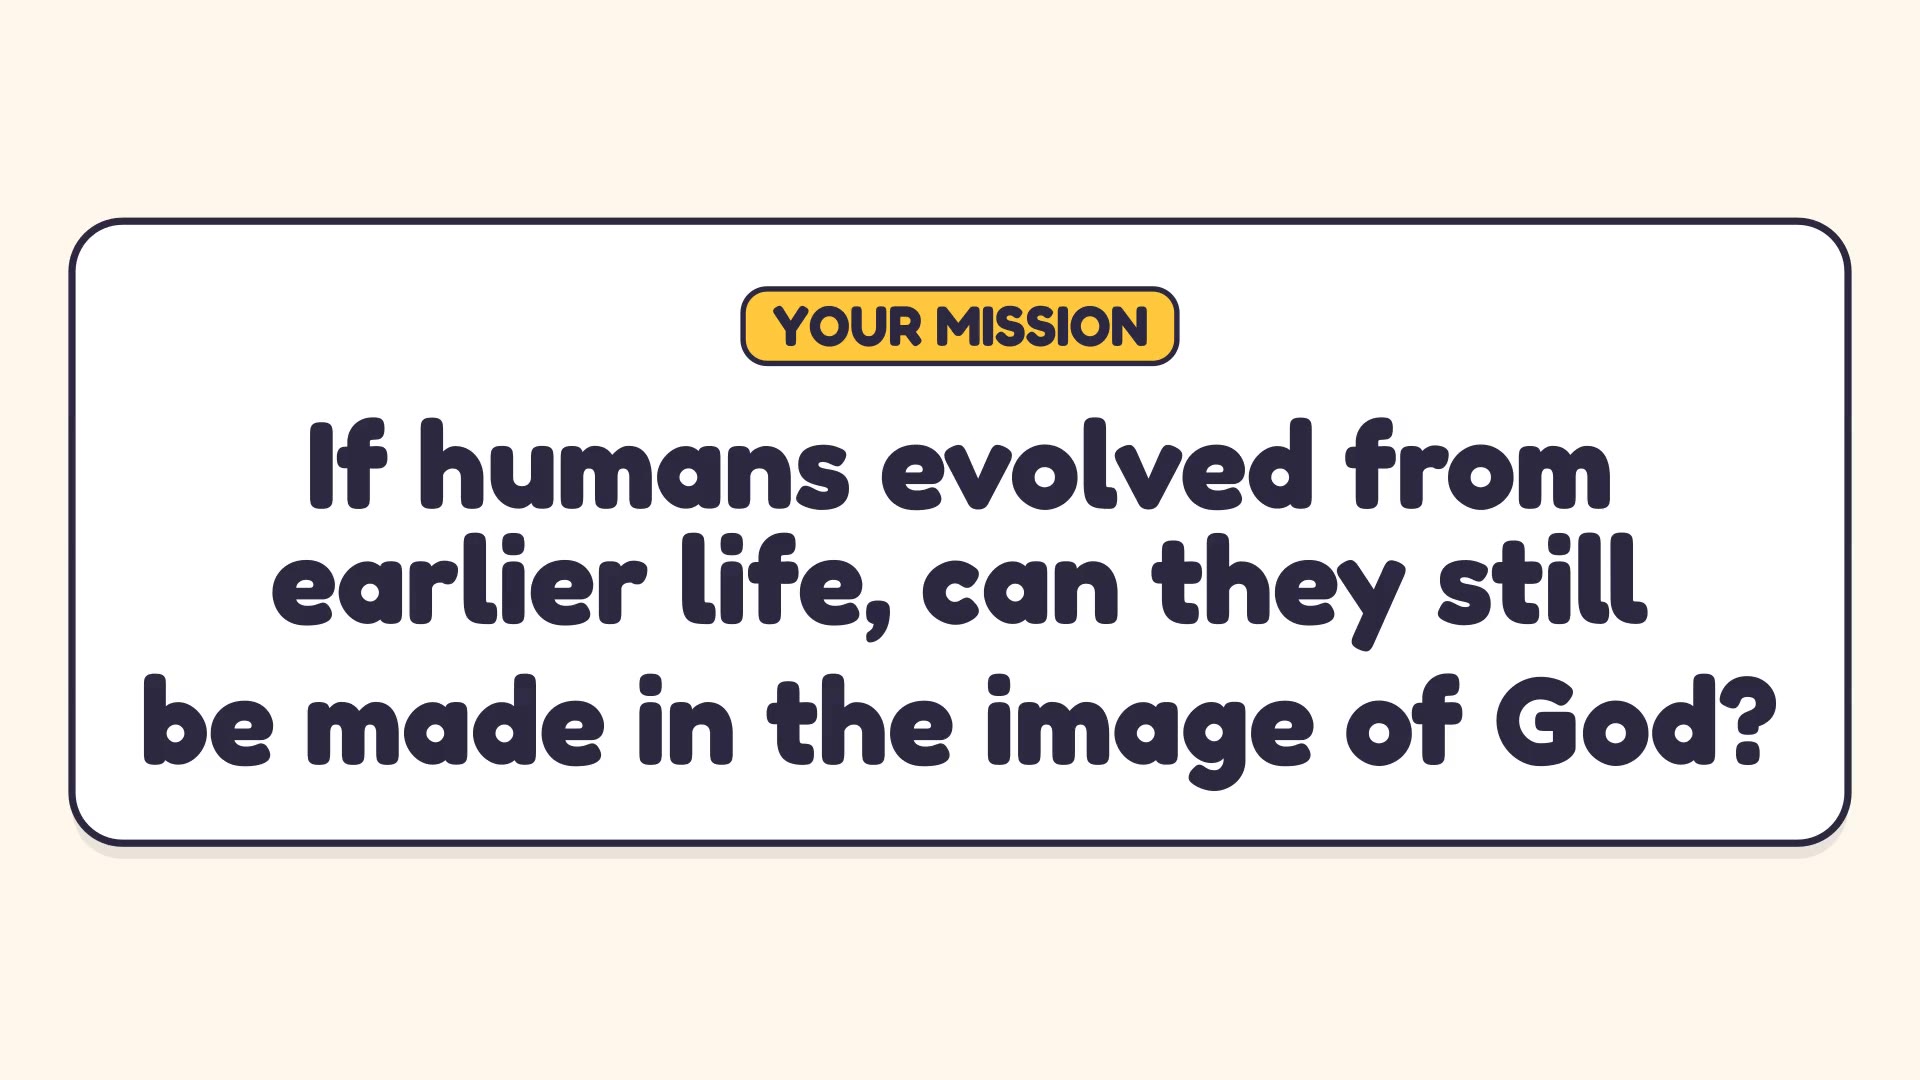 YOUR MISSION
If humans evolved from
earlier life, can they still
be made in the image of God?